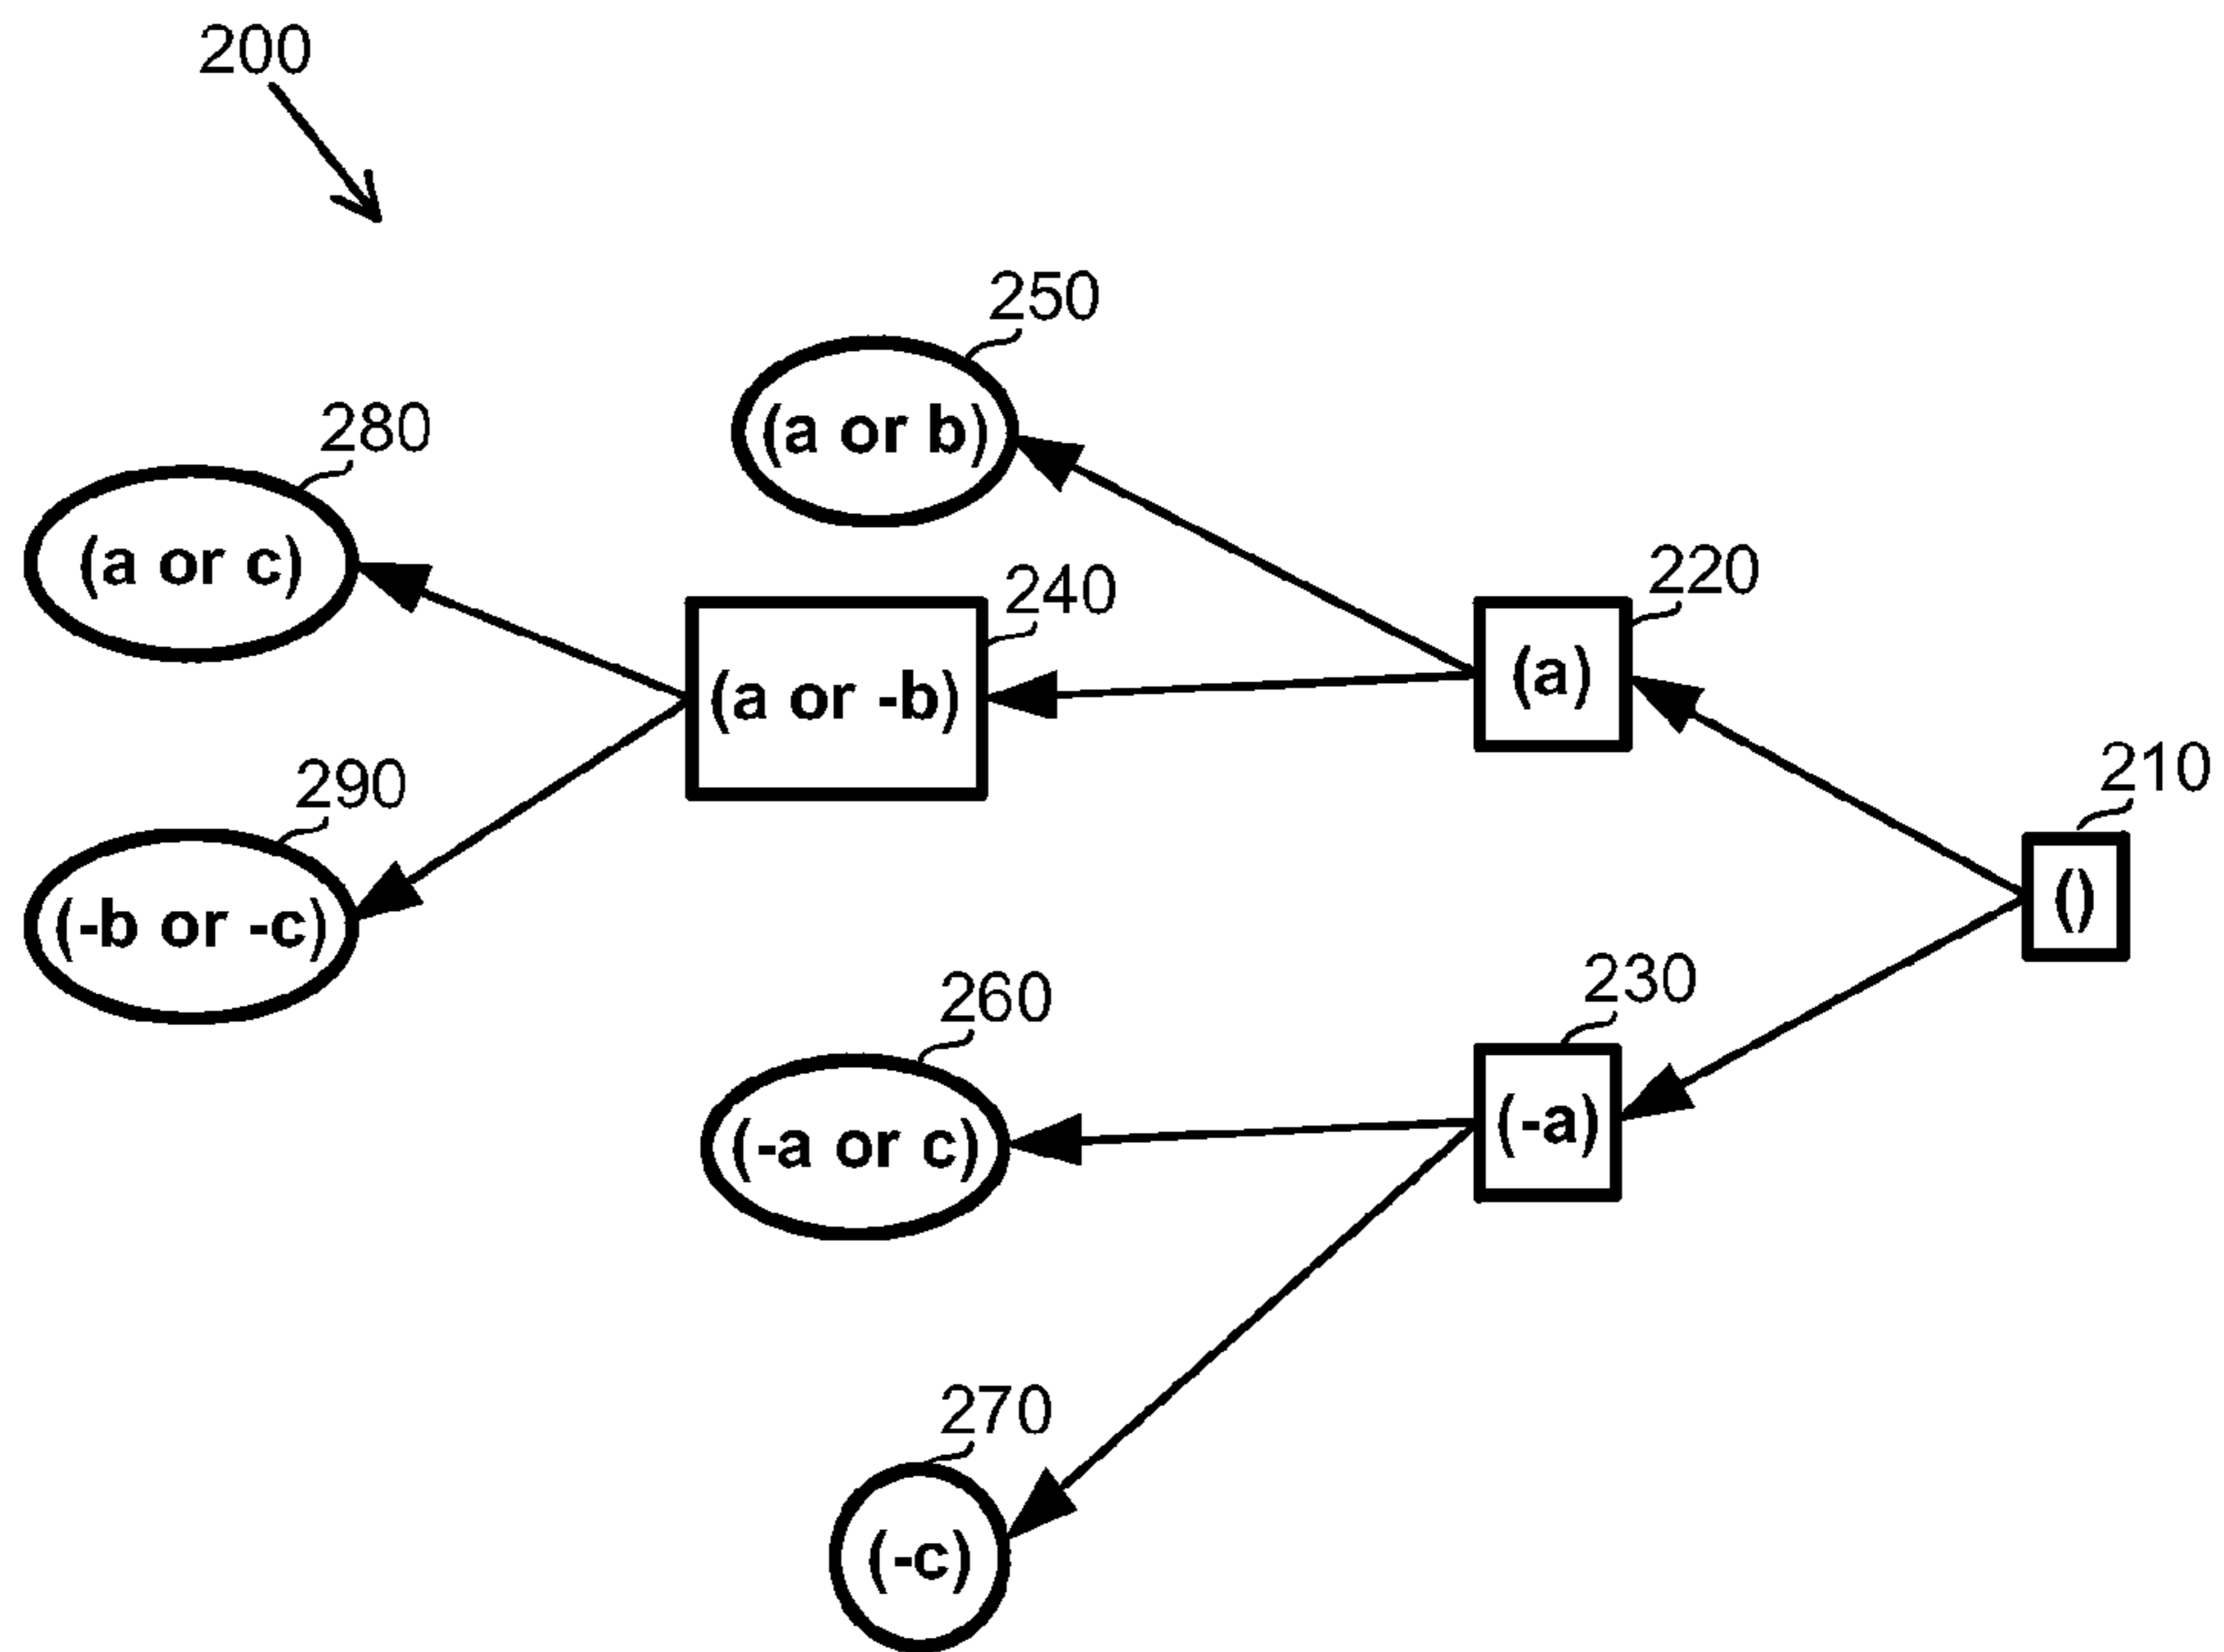 200
250
(a or b)
280
(a or c)
240
(a or -b)
220
(a)
210
()
290
(-b or -c)
230
(-a)
260
(-a or c)
270
(-c)